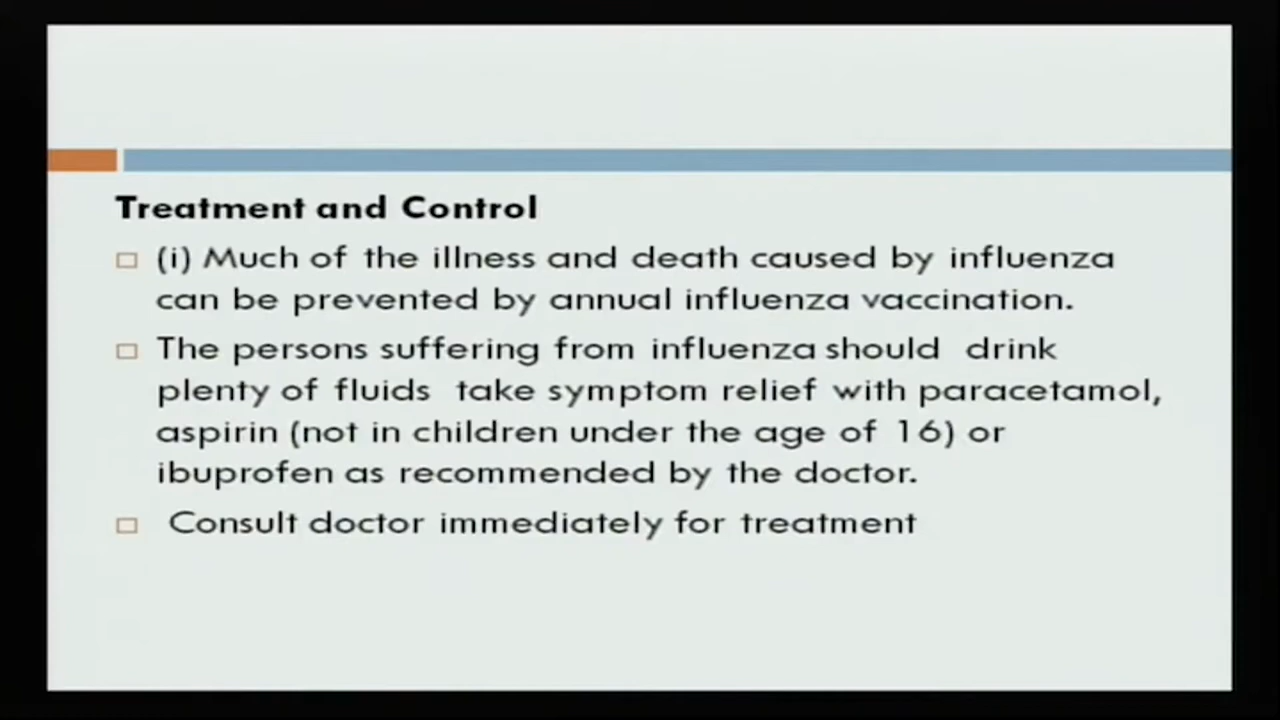 Treatment and Control
(i) Much of the illness and death caused by influenza
can be prevented by annual influenza vaccination.
The persons suffering from influenza should drink
plenty of fluids take symptom relief with paracetamol,
aspirin (not in children under the age of 16) or
ibuprofen as recommended by the doctor.
Consult doctor immediately for treatment